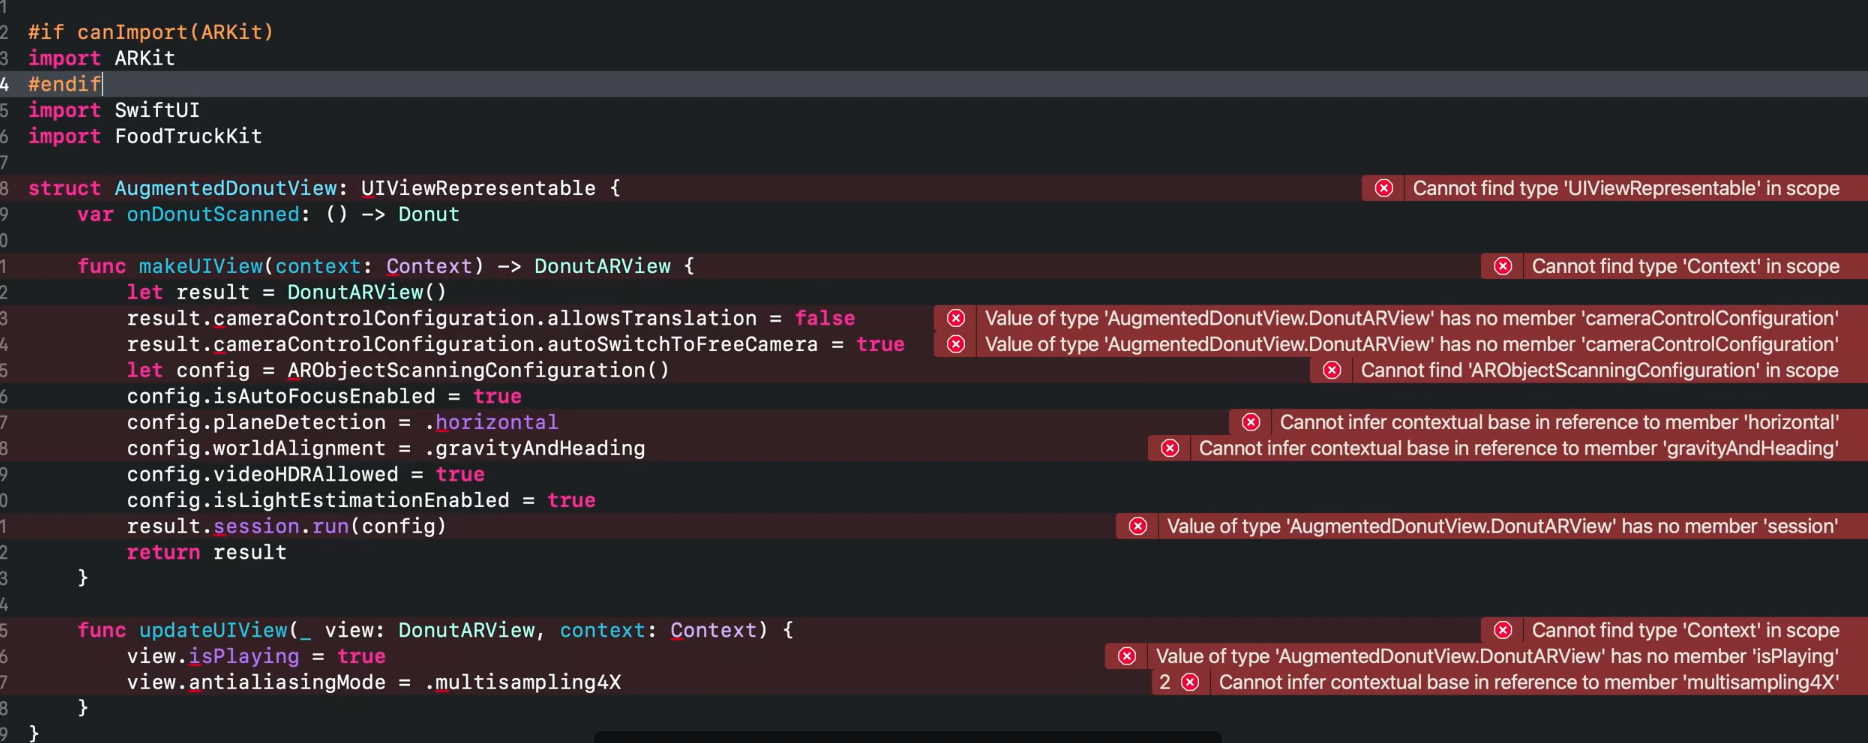 1
2 #if canImport(ARKit)
3 import ARKit
4 #endif
5 import SwiftUI
6 import FoodTruckKit
7
8 struct AugmentedDonutView: UIViewRepresentable { Cannot find type 'UIViewRepresentable' in scope
9 var onDonutScanned: () -> Donut
0
1 func makeUIView(context: Context) -> DonutARView { Cannot find type 'Context' in scope
2 let result = DonutARView()
3 result.cameraControlConfiguration.allowsTranslation = false Value of type 'AugmentedDonutView.DonutARView' has no member 'cameraControlConfiguration'
4 result.cameraControlConfiguration.autoSwitchToFreeCamera = true Value of type 'AugmentedDonutView.DonutARView' has no member 'cameraControlConfiguration'
5 let config = ARObjectScanningConfiguration() Cannot find 'ARObjectScanningConfiguration' in scope
6 config.isAutoFocusEnabled = true
7 config.planeDetection = .horizontal Cannot infer contextual base in reference to member 'horizontal'
8 config.worldAlignment = .gravityAndHeading Cannot infer contextual base in reference to member 'gravityAndHeading'
9 config.videoHDRAllowed = true
0 config.isLightEstimationEnabled = true
1 result.session.run(config) Value of type 'AugmentedDonutView.DonutARView' has no member 'session'
2 return result
3 }
4
5 func updateUIView(_ view: DonutARView, context: Context) { Cannot find type 'Context' in scope
6 view.isPlaying = true Value of type 'AugmentedDonutView.DonutARView' has no member 'isPlaying'
7 view.antialiasingMode = .multisampling4X 2 Cannot infer contextual base in reference to member 'multisampling4X'
8 }
9 }